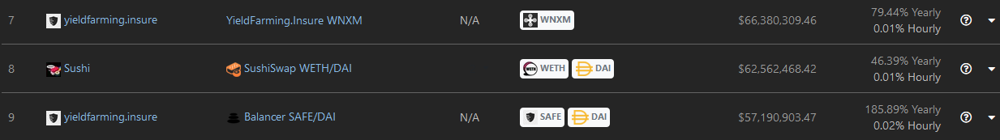 7 yieldfarming.insure YieldFarming.Insure WNXM N/A WNXM $66,380,309.46 79.44% Yearly
0.01% Hourly
8 Sushi SushiSwap WETH/DAI WETH DAI $62,562,468.42 46.39% Yearly
0.01% Hourly
9 yieldfarming.insure Balancer SAFE/DAI N/A SAFE DAI $57,190,903.47 185.89% Yearly
0.02% Hourly